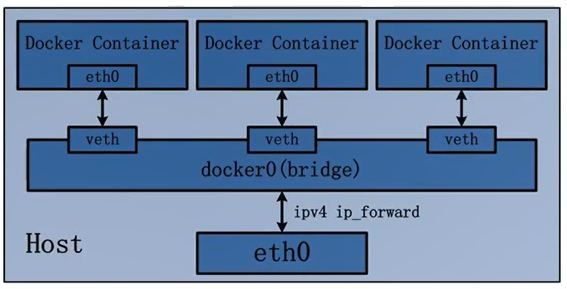 Docker Container Docker Container Docker Container
eth0 eth0 eth0
veth veth veth
docker0(bridge)
ipv4 ip_forward
Host
eth0